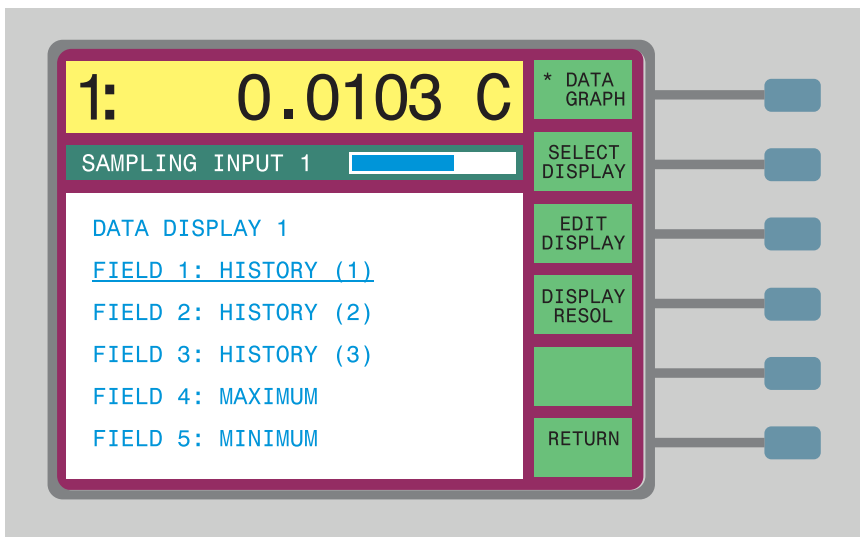 1: 0.0103 C
SAMPLING INPUT 1
DATA DISPLAY 1
FIELD 1: HISTORY (1)
FIELD 2: HISTORY (2)
FIELD 3: HISTORY (3)
FIELD 4: MAXIMUM
FIELD 5: MINIMUM
* DATA
GRAPH
SELECT
DISPLAY
EDIT
DISPLAY
DISPLAY
RESOL
RETURN